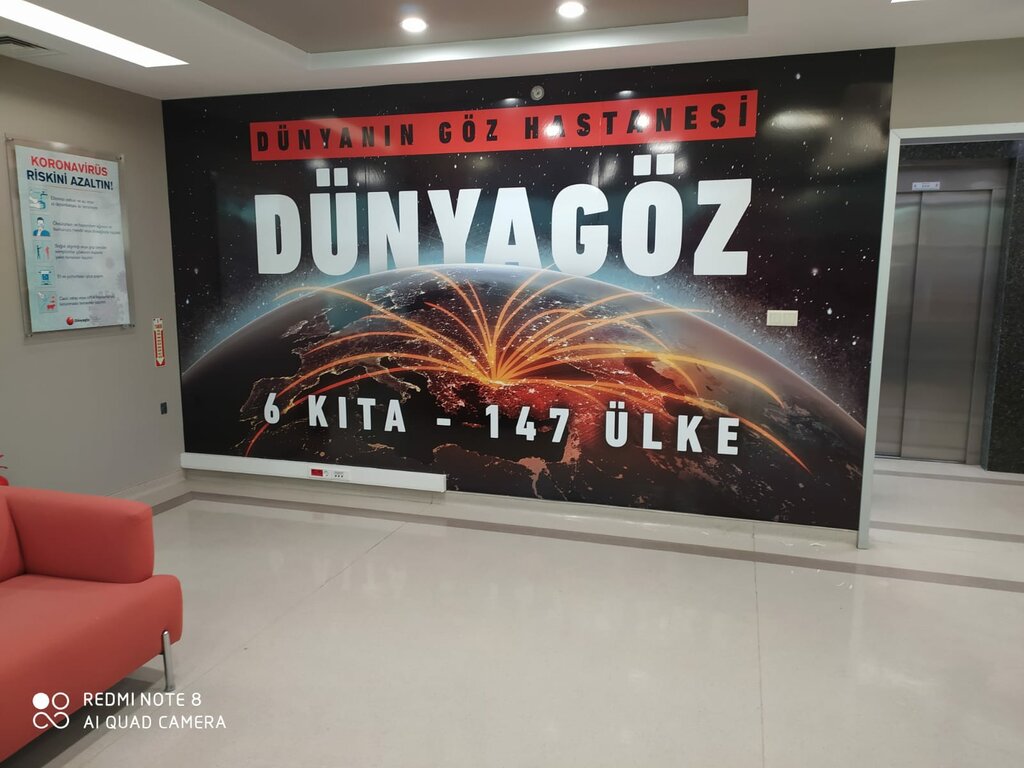 DÜNYANIN GÖZ HASTANESİ
DÜNYAGÖZ
6 KITA - 147 ÜLKE
KORONAVİRÜS
RİSKİNİ AZALTIN!
Dünyagöz
REDMI NOTE 8
AI QUAD CAMERA